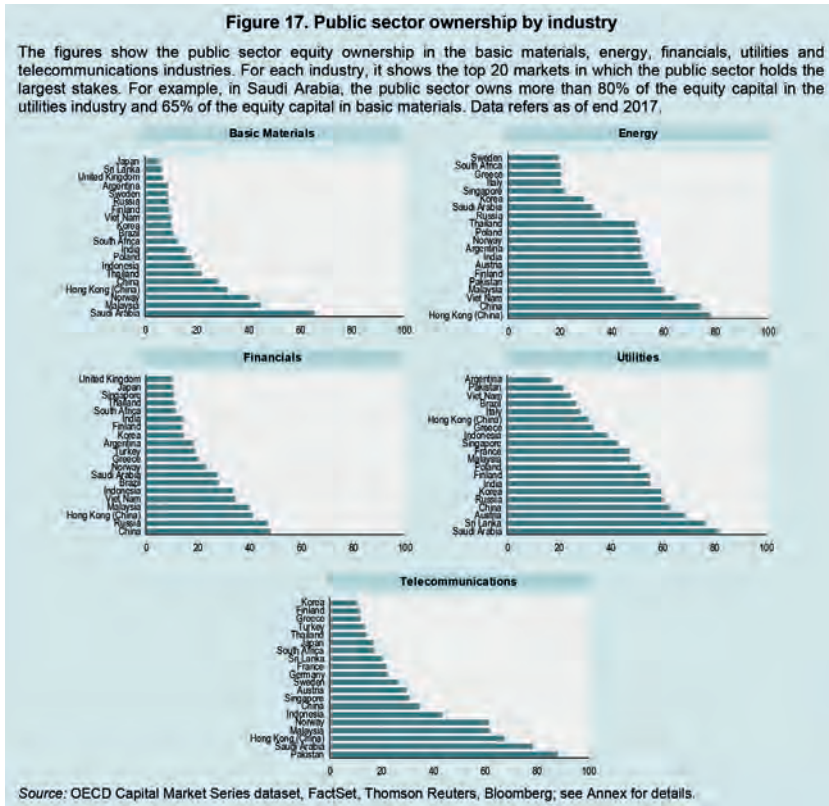 Figure 17. Public sector ownership by industry
The figures show the public sector equity ownership in the basic materials, energy, financials, utilities and
telecommunications industries. For each industry, it shows the top 20 markets in which the public sector holds the
largest stakes. For example, in Saudi Arabia, the public sector owns more than 80% of the equity capital in the
utilities industry and 65% of the equity capital in basic materials. Data refers as of end 2017.
Basic Materials
Japan
Sri Lanka
United Kingdom
Argentina
Sweden
Russia
Finland
Viet Nam
Korea
Brazil
South Africa
India
Poland
Indonesia
Thailand
China
Hong Kong (China)
Norway
Malaysia
Saudi Arabia
0 20 40 60 80 100
Energy
Sweden
South Africa
Greece
Italy
Singapore
Korea
Saudi Arabia
Russia
Thailand
Poland
Norway
Argentina
India
Austria
Finland
Pakistan
Malaysia
Viet Nam
China
Hong Kong (China)
0 20 40 60 80 100
Financials
United Kingdom
Japan
Singapore
Thailand
South Africa
India
Finland
Korea
Argentina
Turkey
Greece
Norway
Saudi Arabia
Brazil
Indonesia
Viet Nam
Malaysia
Hong Kong (China)
Russia
China
0 20 40 60 80 100
Utilities
Argentina
Pakistan
Viet Nam
Brazil
Italy
Hong Kong (China)
Greece
Indonesia
Singapore
France
Malaysia
Poland
Finland
India
Korea
Russia
China
Austria
Sri Lanka
Saudi Arabia
0 20 40 60 80 100
Telecommunications
Korea
Finland
Greece
Turkey
Thailand
Japan
South Africa
Sri Lanka
France
Germany
Sweden
Austria
Singapore
China
Indonesia
Norway
Malaysia
Hong Kong (China)
Saudi Arabia
Pakistan
0 20 40 60 80 100
Source: OECD Capital Market Series dataset, FactSet, Thomson Reuters, Bloomberg; see Annex for details.